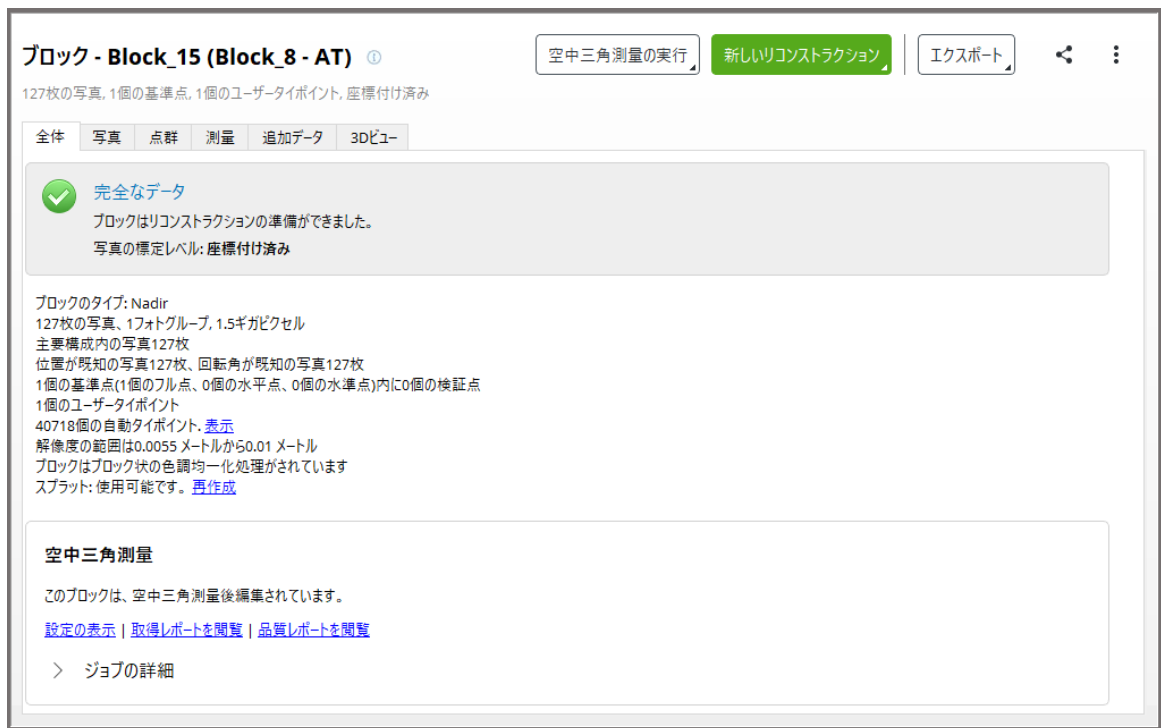 ブロック - Block_15 (Block_8 - AT)
空中三角測量の実行
新しいリコンストラクション
エクスポート
127枚の写真, 1個の基準点, 1個のユーザータイポイント, 座標付け済み
全体 写真 点群 測量 追加データ 3Dビュー
完全なデータ
ブロックはリコンストラクションの準備ができました。
写真の標定レベル: 座標付け済み
ブロックのタイプ: Nadir
127枚の写真、1フォトグループ, 1.5ギガピクセル
主要構成内の写真127枚
位置が既知の写真127枚、回転角が既知の写真127枚
1個の基準点(1個のフル点、0個の水平点、0個の水準点)内に0個の検証点
1個のユーザータイポイント
40718個の自動タイポイント. 表示
解像度の範囲は0.0055 メートルから0.01 メートル
ブロックはブロック状の色調均一化処理がされています
スプラット: 使用可能です。 再作成
空中三角測量
このブロックは、空中三角測量後編集されています。
設定の表示 | 取得レポートを閲覧 | 品質レポートを閲覧
ジョブの詳細